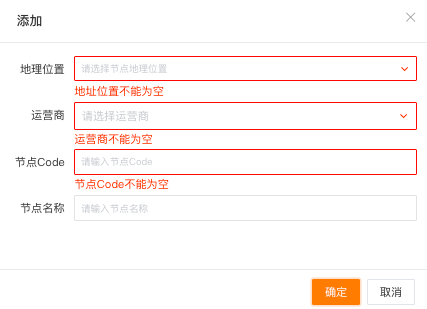 添加
地理位置 请选择节点地理位置
地址位置不能为空
运营商 请选择运营商
运营商不能为空
节点Code 请输入节点Code
节点Code不能为空
节点名称 请输入节点名称
确定 取消